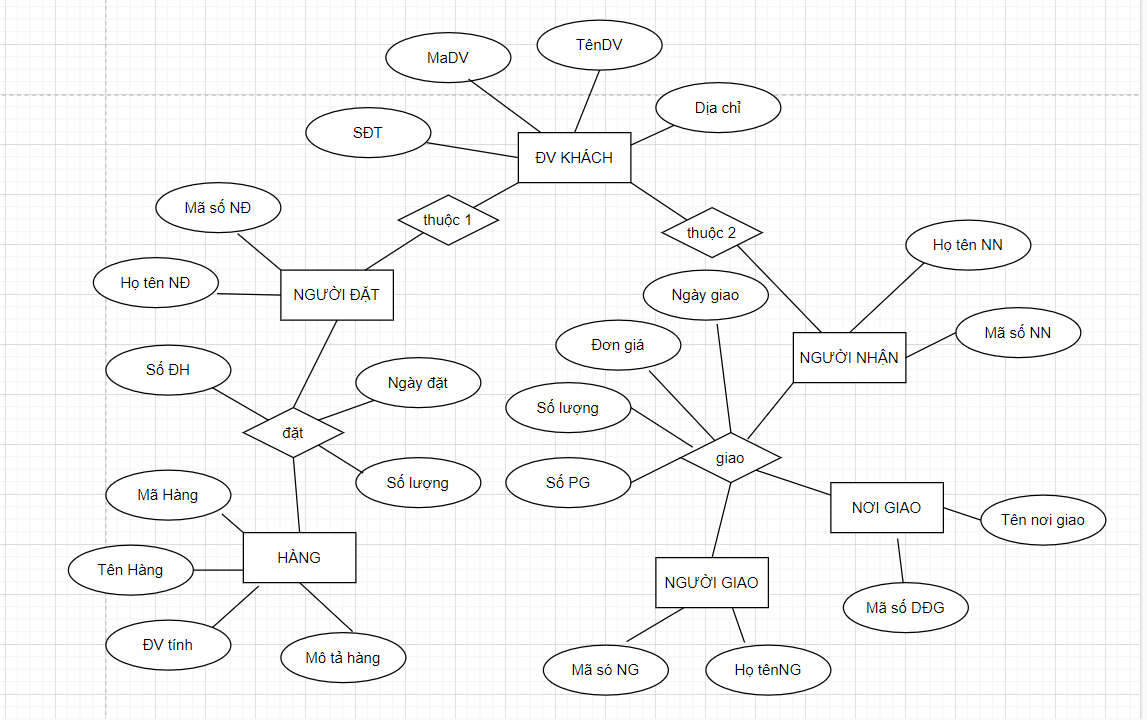 TênDV
MaDV
Dịa chỉ
SĐT
ĐV KHÁCH
Mã số NĐ
thuộc 1
thuộc 2
Họ tên NN
Họ tên NĐ
NGƯỜI ĐẶT
Ngày giao
Mã số NN
Đơn giá
NGƯỜI NHẬN
Số ĐH
Ngày đặt
Số lượng
đặt
giao
Số lượng
Số PG
Mã Hàng
NƠI GIAO
Tên nơi giao
HÀNG
Tên Hàng
NGƯỜI GIAO
Mã số DĐG
ĐV tính
Mô tả hàng
Mã só NG
Họ tênNG